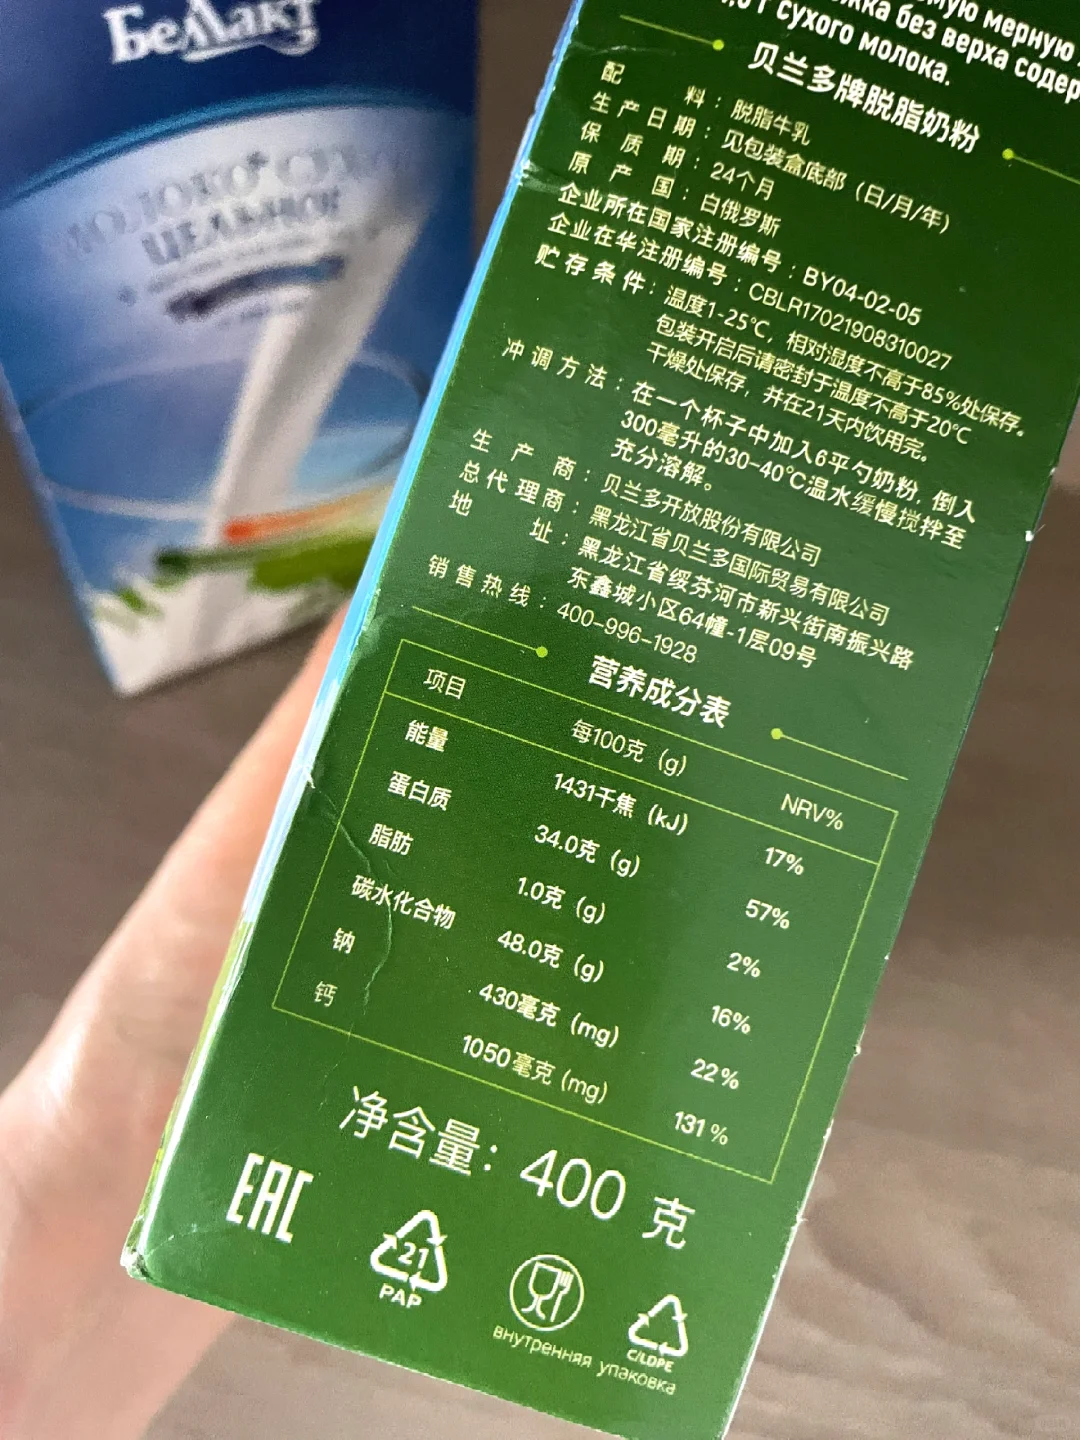 Беллакт
МОЛОКО СУХОЕ
ЦЕЛЬНОЕ
мерную
без верха содер
г сухого молока.
贝兰多牌脱脂奶粉
配料：脱脂牛乳
生产日期：见包装盒底部（日/月/年）
保质期：24个月
原产国：白俄罗斯
企业所在国家注册编号：BY04-02-05
企业在华注册编号：CBLR17021908310027
贮存条件：温度1-25℃，相对湿度不高于85%处保存。
包装开启后请密封于温度不高于20℃
干燥处保存，并在21天内饮用完。
冲调方法：在一个杯子中加入6平勺奶粉，倒入
300毫升的30-40℃温水缓慢搅拌至
充分溶解。
生产商：贝兰多开放股份有限公司
总代理商：黑龙江省贝兰多国际贸易有限公司
地址：黑龙江省绥芬河市新兴街南振兴路
东鑫城小区64幢-1层09号
销售热线：400-996-1928
营养成分表
项目 每100克（g） NRV%
能量 1431千焦（kJ） 17%
蛋白质 34.0克（g） 57%
脂肪 1.0克（g） 2%
碳水化合物 48.0克（g） 16%
钠 430毫克（mg） 22%
钙 1050毫克（mg） 131%
净含量：400 克
EAC
21
PAP
внутренняя упаковка
C/LDPE